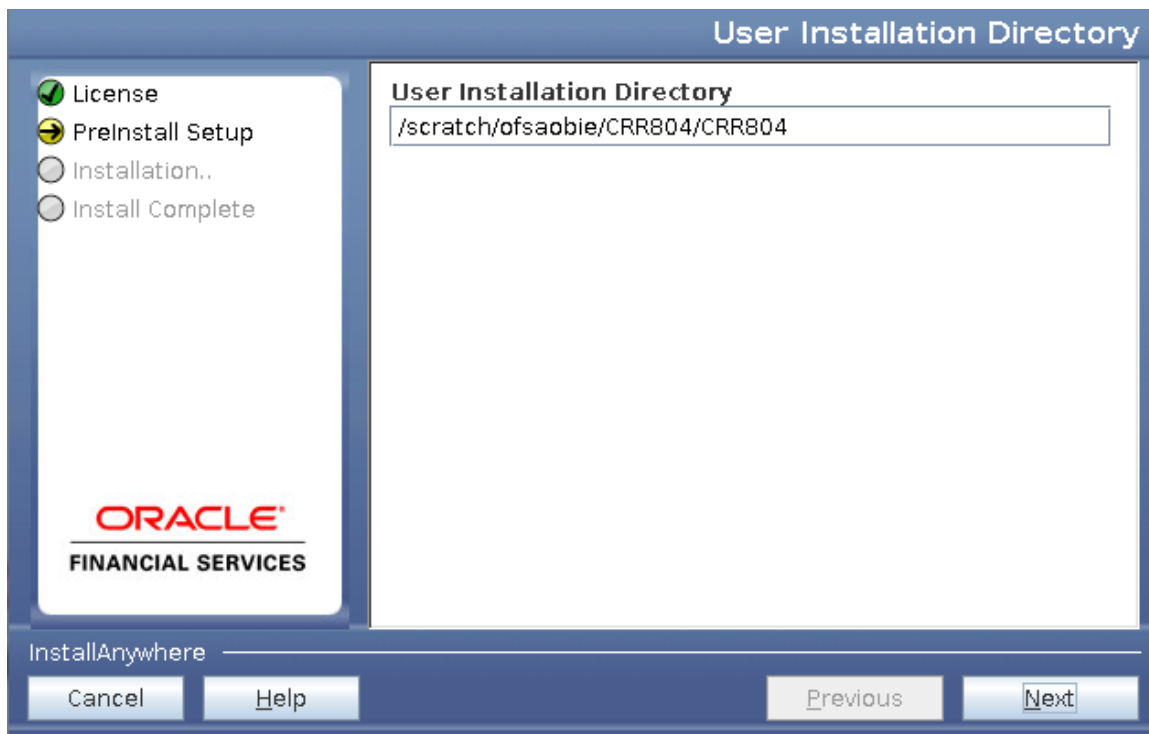 User Installation Directory
License
PreInstall Setup
Installation..
Install Complete
ORACLE
FINANCIAL SERVICES
User Installation Directory
/scratch/ofsaobie/CRR804/CRR804
InstallAnywhere
Cancel
Help
Previous
Next